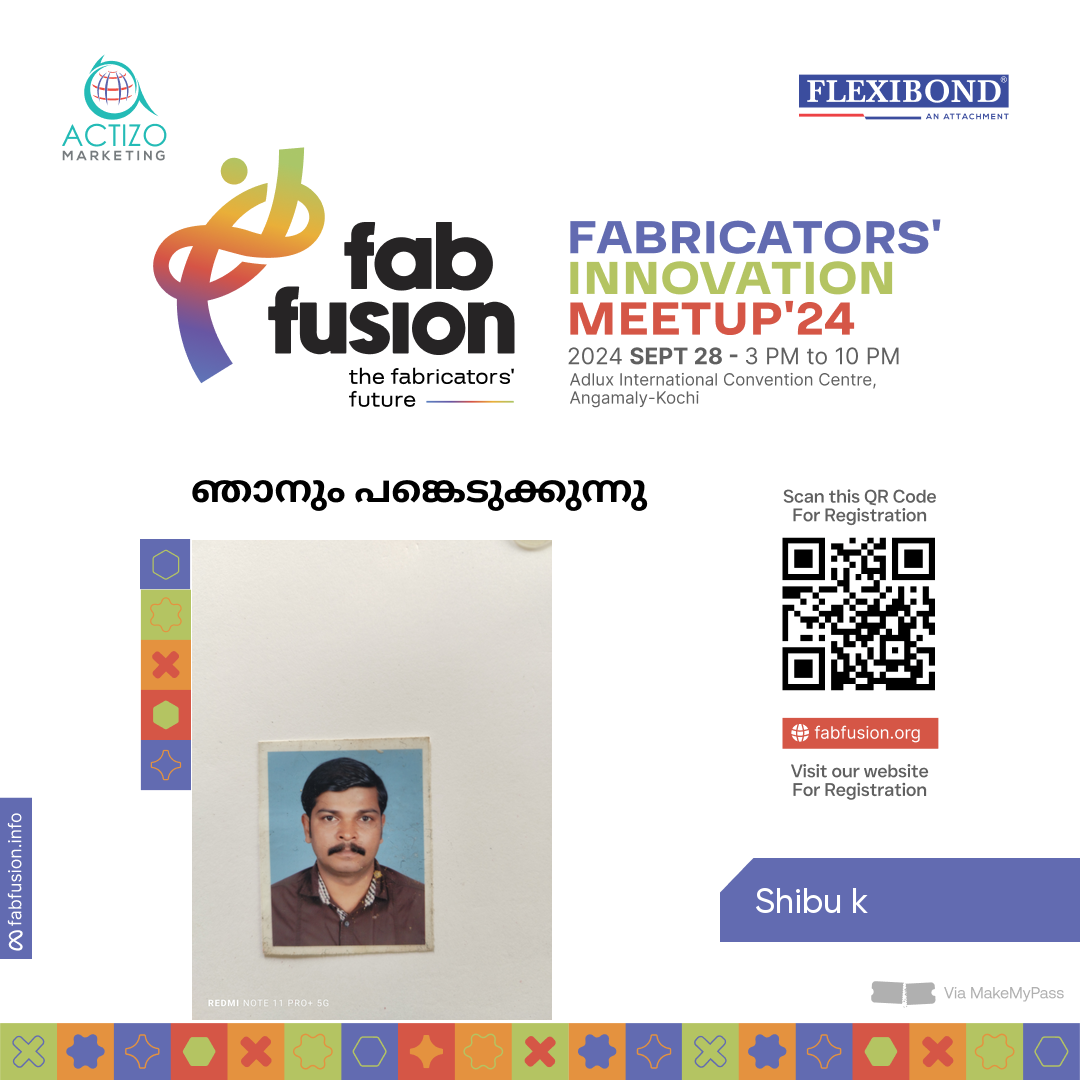 ACTIZO
MARKETING
FLEXIBOND®
AN ATTACHMENT
fab
fusion
the fabricators'
future
FABRICATORS'
INNOVATION
MEETUP'24
2024 SEPT 28 - 3 PM to 10 PM
Adlux International Convention Centre,
Angamaly-Kochi
ഞാനും പങ്കെടുക്കുന്നു
Scan this QR Code
For Registration
fabfusion.org
Visit our website
For Registration
fabfusion.info
Shibu k
REDMI NOTE 11 PRO+ 5G
Via MakeMyPass